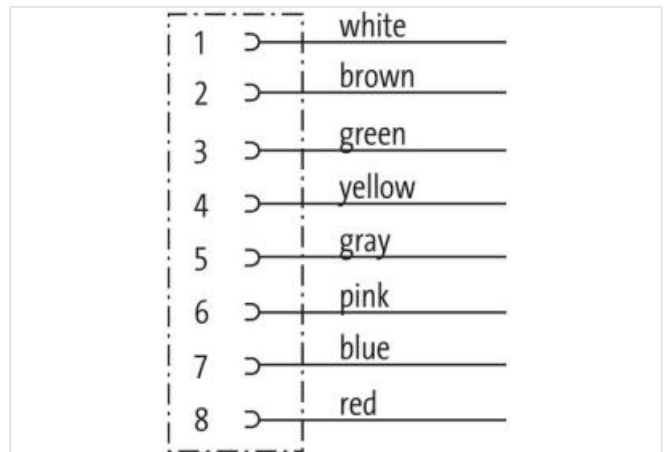 1 white
2 brown
3 green
4 yellow
5 gray
6 pink
7 blue
8 red